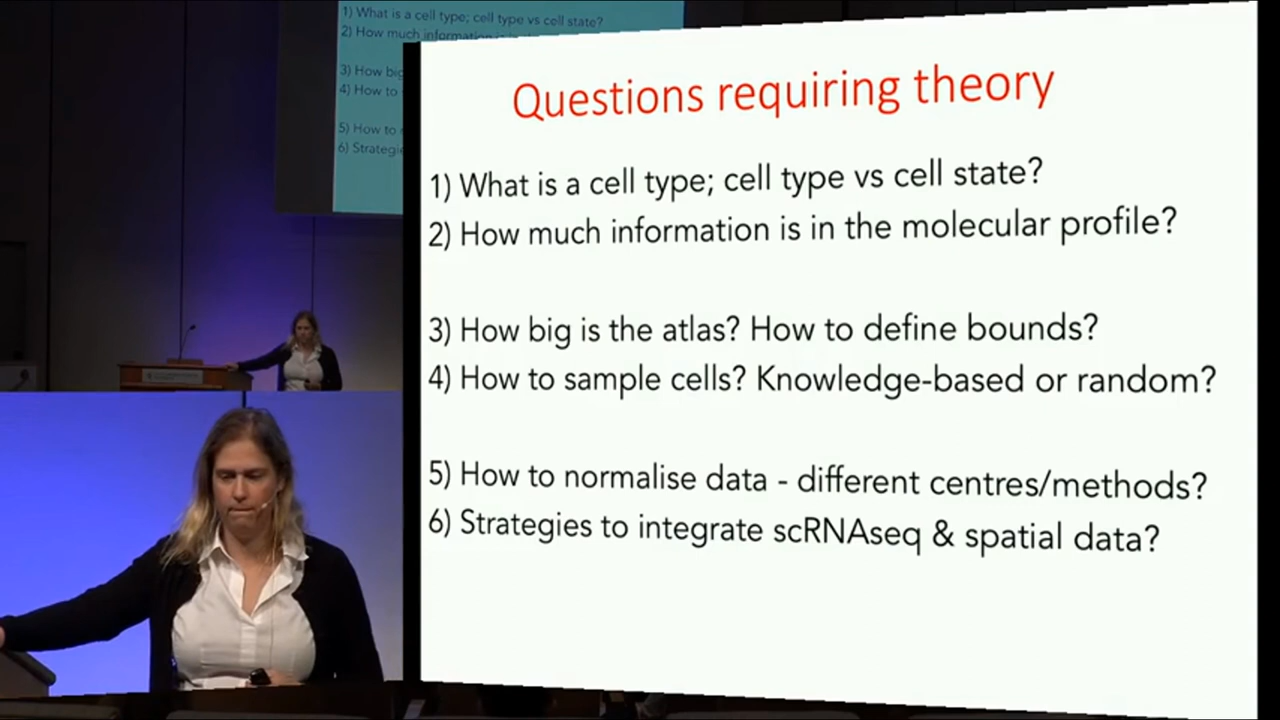 1) What is a cell type; cell type vs cell state?
2) How much information
3) How big
4) How to
5) How to
6) Strategie
Questions requiring theory
1) What is a cell type; cell type vs cell state?
2) How much information is in the molecular profile?
3) How big is the atlas? How to define bounds?
4) How to sample cells? Knowledge-based or random?
5) How to normalise data - different centres/methods?
6) Strategies to integrate scRNAseq & spatial data?